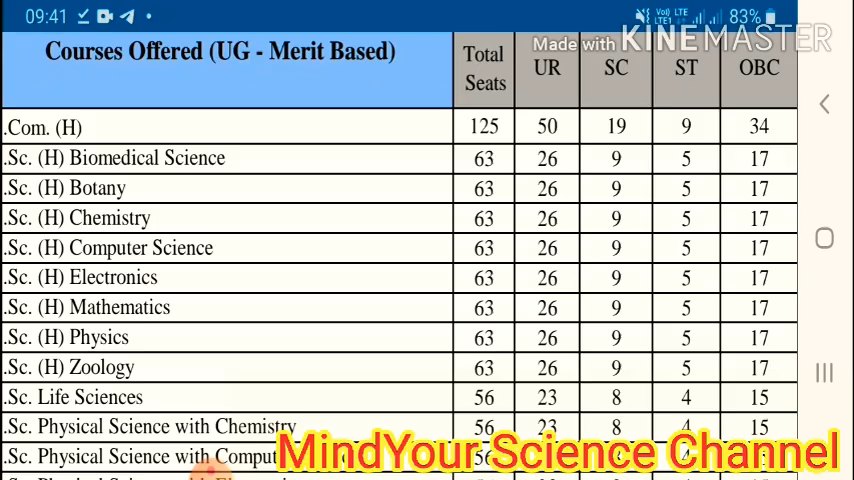 09:41 Vo) LTE LTE1 83%
Made with KINEMASTER
Courses Offered (UG - Merit Based) Total Seats UR SC ST OBC
.Com. (H) 125 50 19 9 34
.Sc. (H) Biomedical Science 63 26 9 5 17
.Sc. (H) Botany 63 26 9 5 17
.Sc. (H) Chemistry 63 26 9 5 17
.Sc. (H) Computer Science 63 26 9 5 17
.Sc. (H) Electronics 63 26 9 5 17
.Sc. (H) Mathematics 63 26 9 5 17
.Sc. (H) Physics 63 26 9 5 17
.Sc. (H) Zoology 63 26 9 5 17
.Sc. Life Sciences 56 23 8 4 15
.Sc. Physical Science with Chemistry 56 23 8 4 15
.Sc. Physical Science with 56
MindYour Science Channel